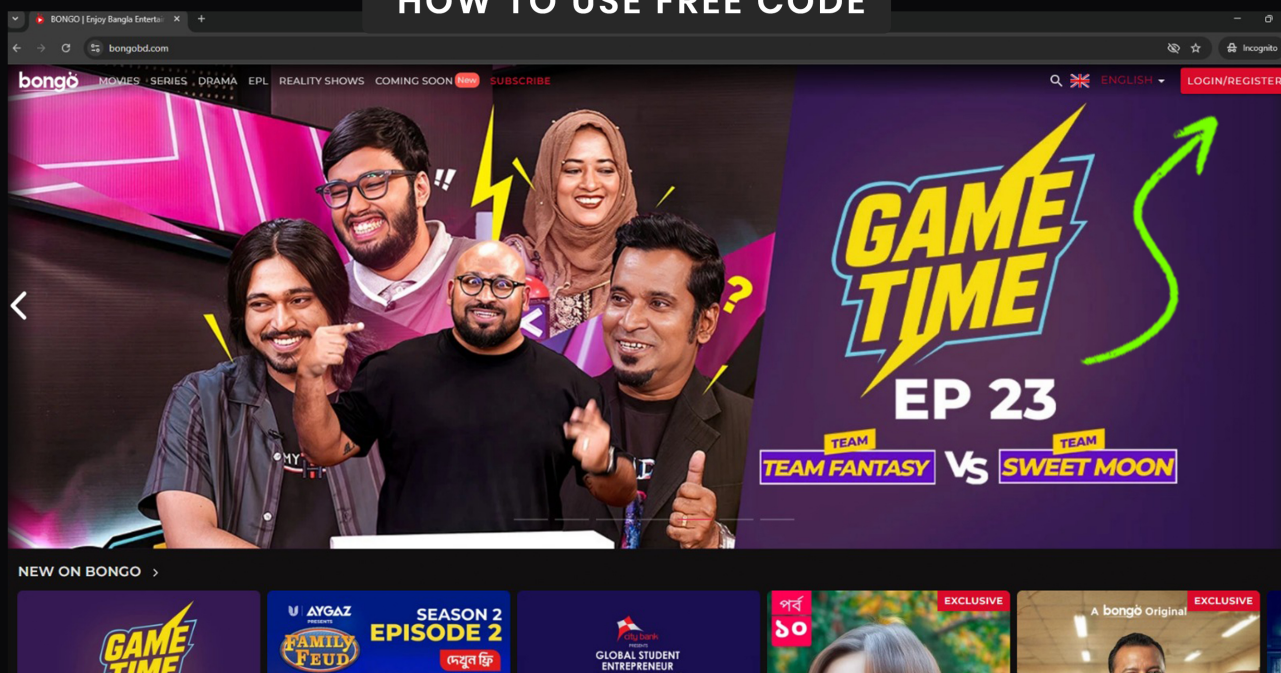 HOW TO USE FREE CODE
BONGO | Enjoy Bangla Entertai
bongobd.com
Incognito
bongo MOVIES SERIES DRAMA EPL REALITY SHOWS COMING SOON New SUBSCRIBE
ENGLISH
LOGIN/REGISTER
!!
?
GAME
TIME
EP 23
TEAM
TEAM FANTASY
VS
TEAM
SWEET MOON
NEW ON BONGO >
GAME
TIME
AYGAZ
PRESENTS
FAMILY
FEUD
SEASON 2
EPISODE 2
দেখুন ফ্রি
city bank
PRESENTS
GLOBAL STUDENT
ENTREPRENEUR
পর্ব
১০
EXCLUSIVE
A bongo Original
EXCLUSIVE